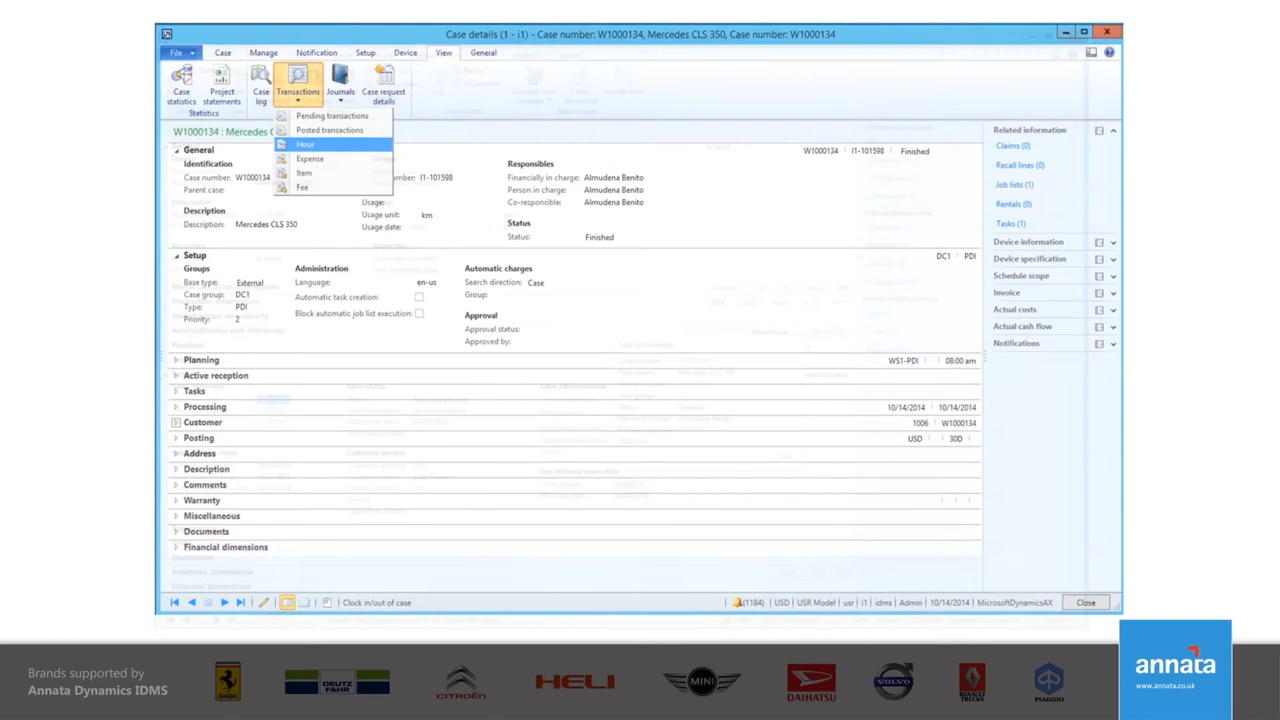 Case details (1 - i1) - Case number: W1000134, Mercedes CLS 350, Case number: W1000134
File Case Manage Notification Setup Device View General
Case statistics
Project statements
Case log
Transactions
Journals
Case request details
Statistics
Pending transactions
Posted transactions
Hour
Expense
Item
Fee
W1000134 : Mercedes
General W1000134 I1-101598 Finished
Identification
Case number: W1000134
Parent case:
Description
Description: Mercedes CLS 350
I1-101598
Usage:
Usage unit: km
Usage date:
Responsibles
Financially in charge: Almudena Benito
Person in charge: Almudena Benito
Co-responsible: Almudena Benito
Status
Status: Finished
Setup DC1 PDI
Groups
Base type: External
Case group: DC1
Type: PDI
Priority: 2
Administration
Language: en-us
Automatic task creation:
Block automatic job list execution:
Automatic charges
Search direction: Case
Group:
Approval
Approval status:
Approved by:
Planning WS1-PDI 08:00 am
Active reception
Tasks
Processing 10/14/2014 10/14/2014
Customer 1006 W1000134
Posting USD 30D
Address
Description
Comments
Warranty
Miscellaneous
Documents
Financial dimensions
Related information
Claims (0)
Recall lines (0)
Job lists (1)
Rentals (0)
Tasks (1)
Device information
Device specification
Schedule scope
Invoice
Actual costs
Actual cash flow
Notifications
Clock in/out of case
(1184) USD USR Model usr i1 idms Admin 10/14/2014 MicrosoftDynamicsAX Close
Brands supported by
Annata Dynamics IDMS
DEUTZ FAHR
CITROËN
HELI
MINI
DAIHATSU
VOLVO
RENAULT TRUCKS
PIAGGIO
annata
www.annata.co.uk